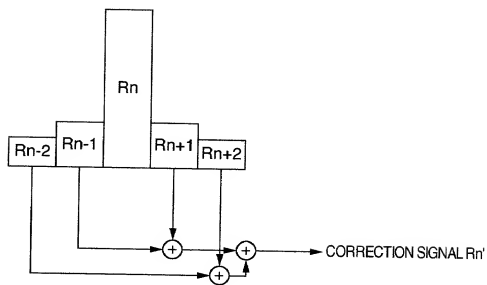 Rn
Rn-2
Rn-1
Rn+1
Rn+2
+
+
+
CORRECTION SIGNAL Rn'